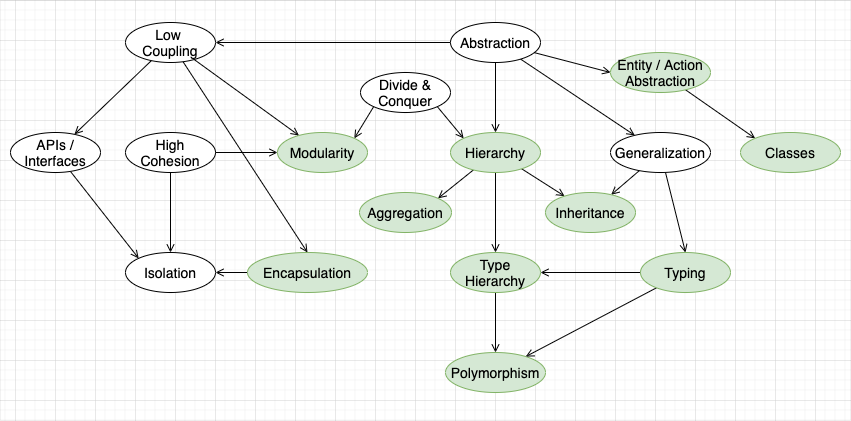 Low
Coupling
Abstraction
Entity / Action
Abstraction
Divide &
Conquer
APIs /
Interfaces
High
Cohesion
Modularity
Hierarchy
Generalization
Classes
Aggregation
Inheritance
Isolation
Encapsulation
Type
Hierarchy
Typing
Polymorphism